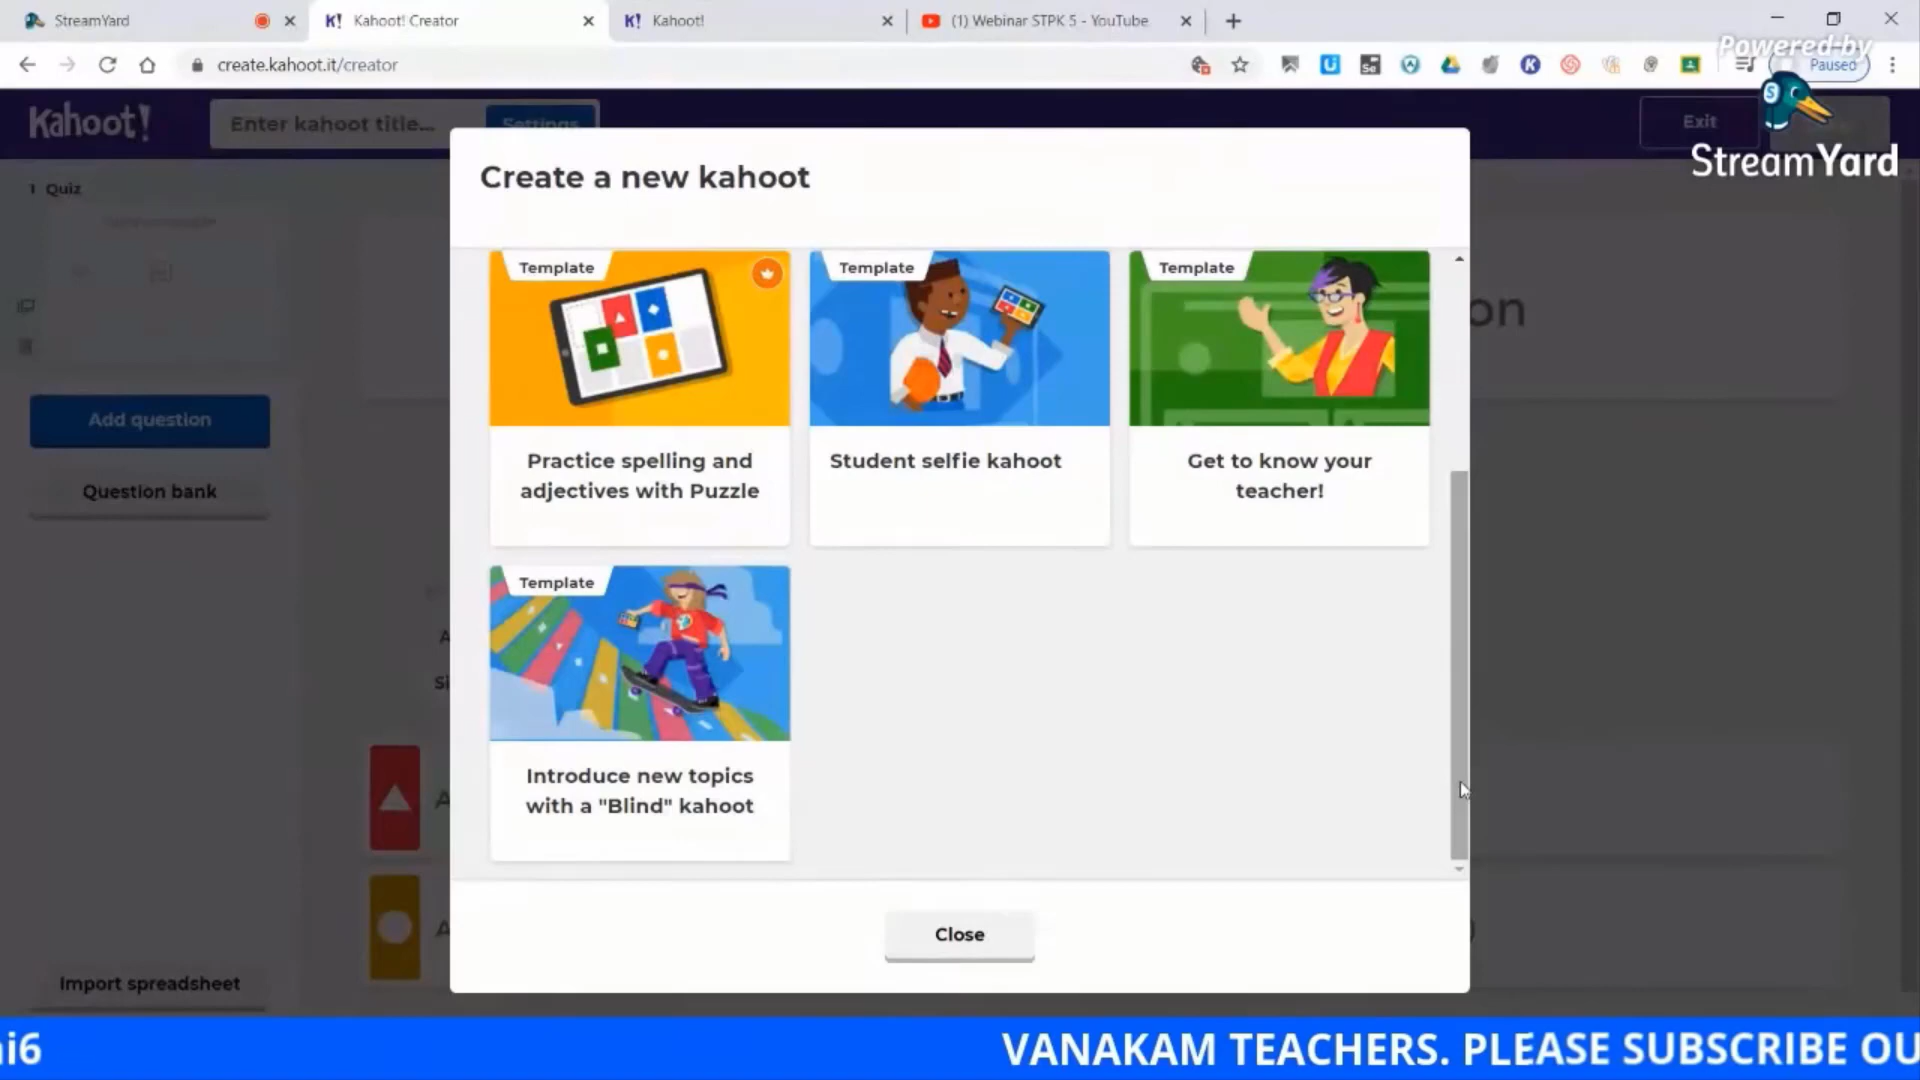 StreamYard
K! Kahoot! Creator
K! Kahoot!
(1) Webinar STPK 5 - YouTube
create.kahoot.it/creator
Paused
Powered by
StreamYard
Kahoot!
Enter kahoot title...
Settings
Exit
1 Quiz
Add question
Question bank
Import spreadsheet
Create a new kahoot
Template
Template
Template
Practice spelling and
adjectives with Puzzle
Student selfie kahoot
Get to know your
teacher!
Template
Introduce new topics
with a "Blind" kahoot
Close
on
ni6
VANAKAM TEACHERS. PLEASE SUBSCRIBE OU